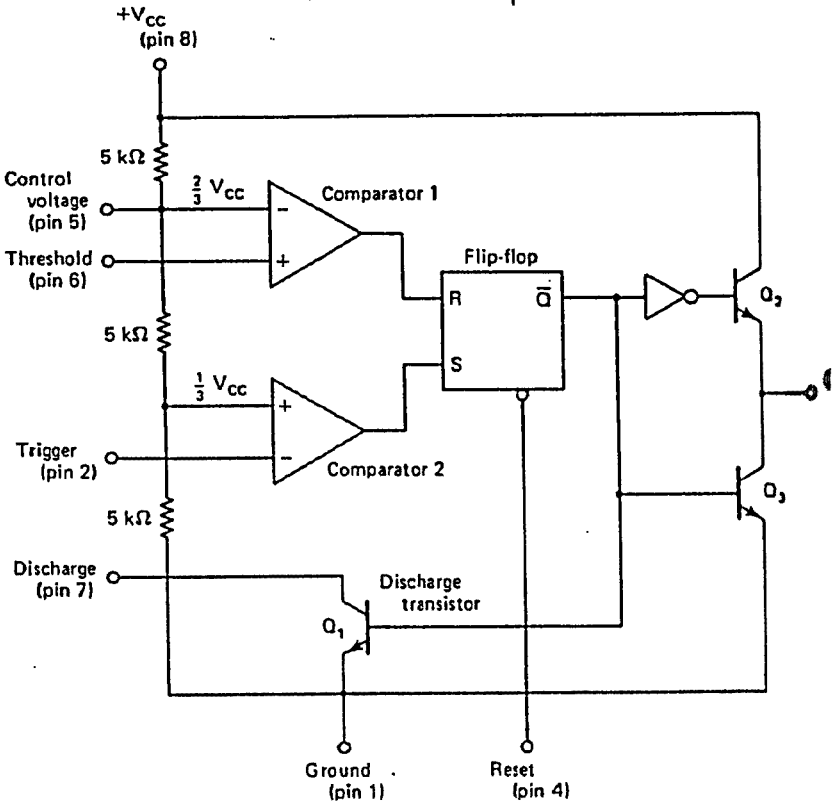 +VCC
(pin 8)
5 kΩ
Control
voltage
(pin 5)
2/3 VCC
−
Comparator 1
Threshold
(pin 6)
+
Flip-flop
R
Q̅
Q2
5 kΩ
S
1/3 VCC
+
Trigger
(pin 2)
−
Comparator 2
Q3
5 kΩ
Discharge
(pin 7)
Discharge
transistor
Q1
Ground
(pin 1)
Reset
(pin 4)